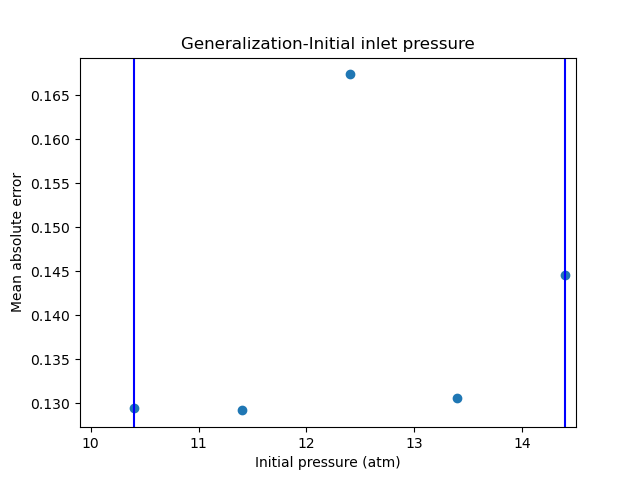 Generalization-Initial inlet pressure
Mean absolute error
0.165
0.160
0.155
0.150
0.145
0.140
0.135
0.130
10 11 12 13 14
Initial pressure (atm)